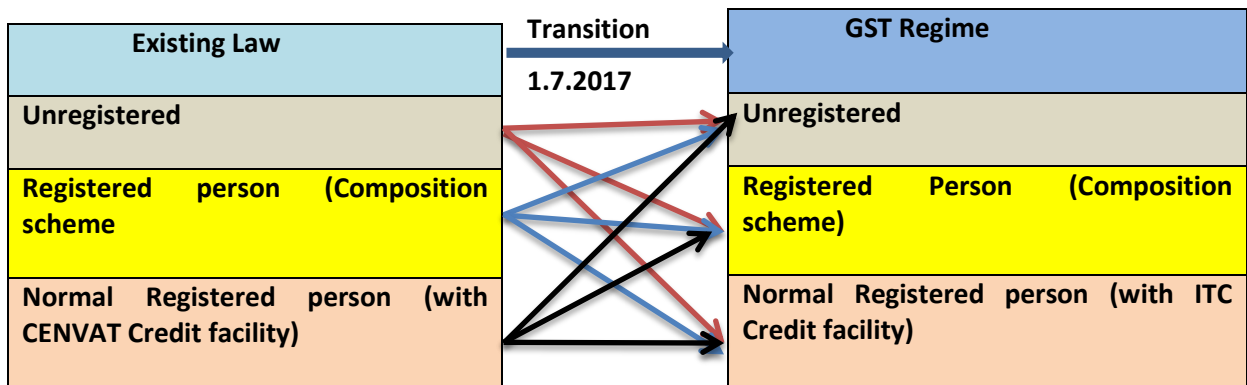 Existing Law
Transition
1.7.2017
GST Regime
Unregistered
Unregistered
Registered person (Composition
scheme
Registered Person (Composition
scheme)
Normal Registered person (with
CENVAT Credit facility)
Normal Registered person (with ITC
Credit facility)